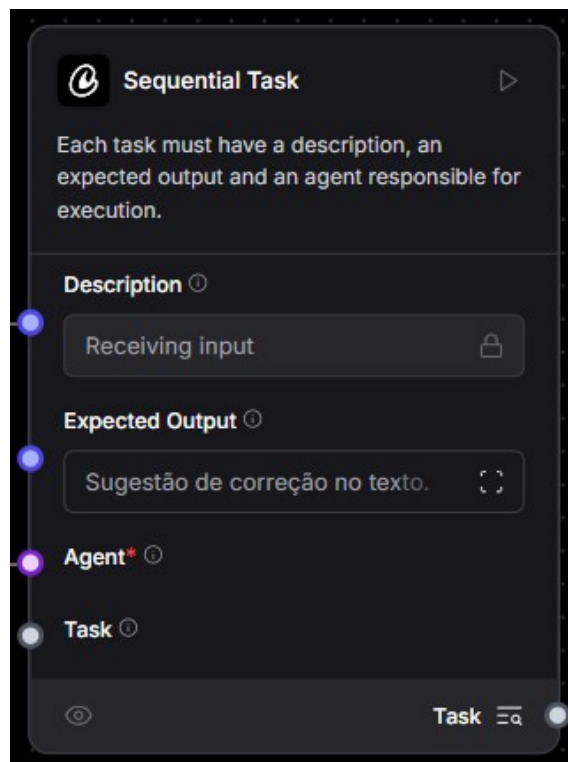 Sequential Task
Each task must have a description, an
expected output and an agent responsible for
execution.
Description
Receiving input
Expected Output
Sugestão de correção no texto.
Agent*
Task
Task